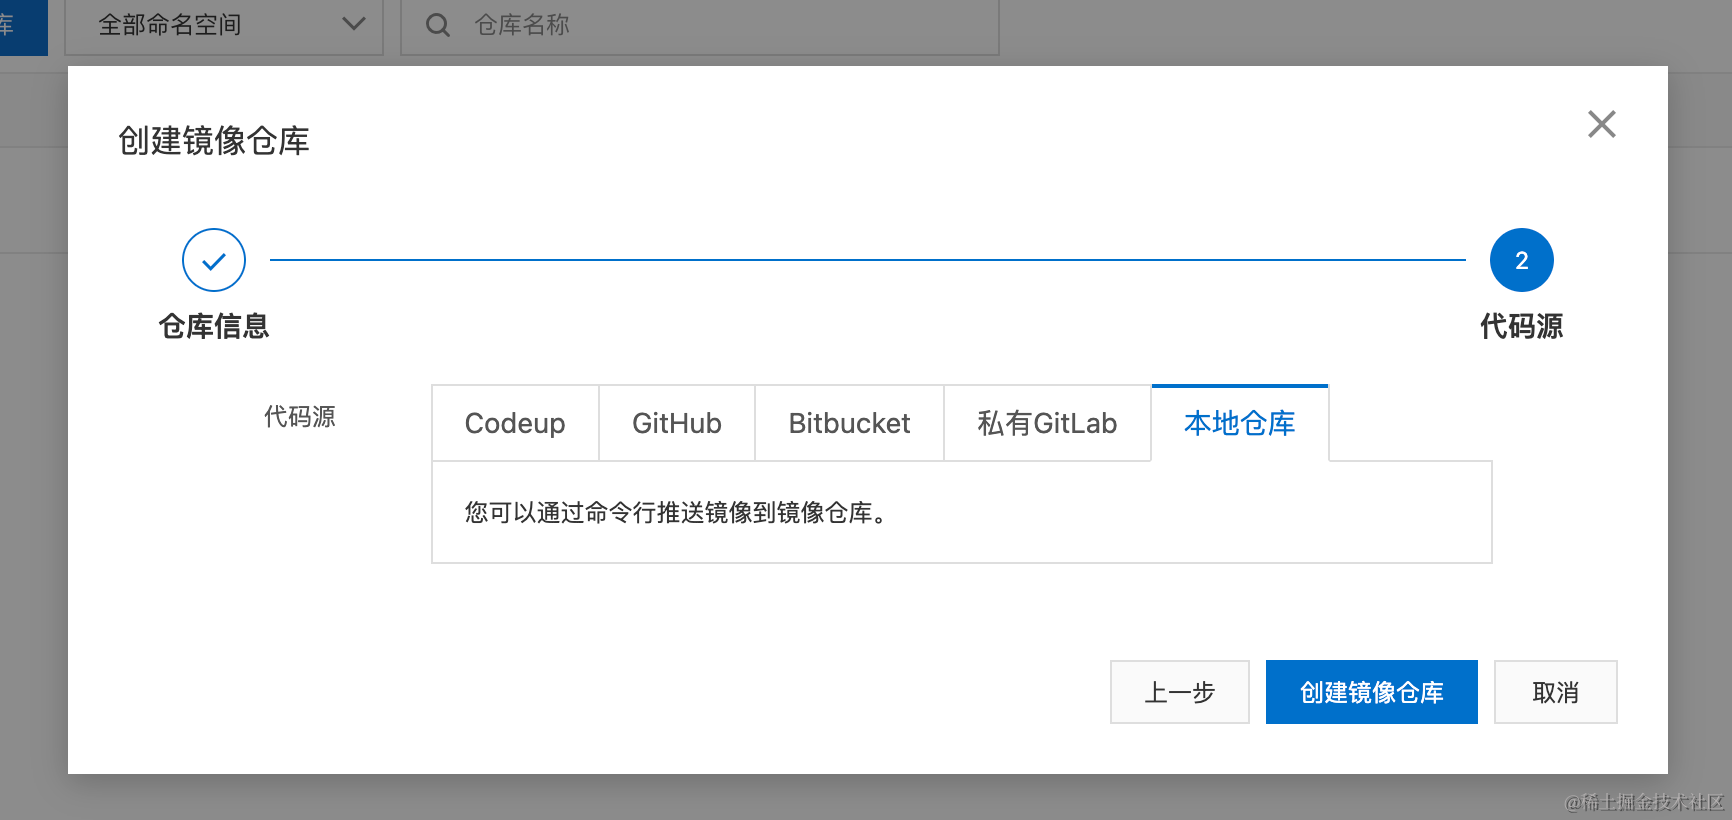 库
全部命名空间
仓库名称
创建镜像仓库
2
仓库信息
代码源
代码源
Codeup
GitHub
Bitbucket
私有GitLab
本地仓库
您可以通过命令行推送镜像到镜像仓库。
上一步
创建镜像仓库
取消
@稀土掘金技术社区